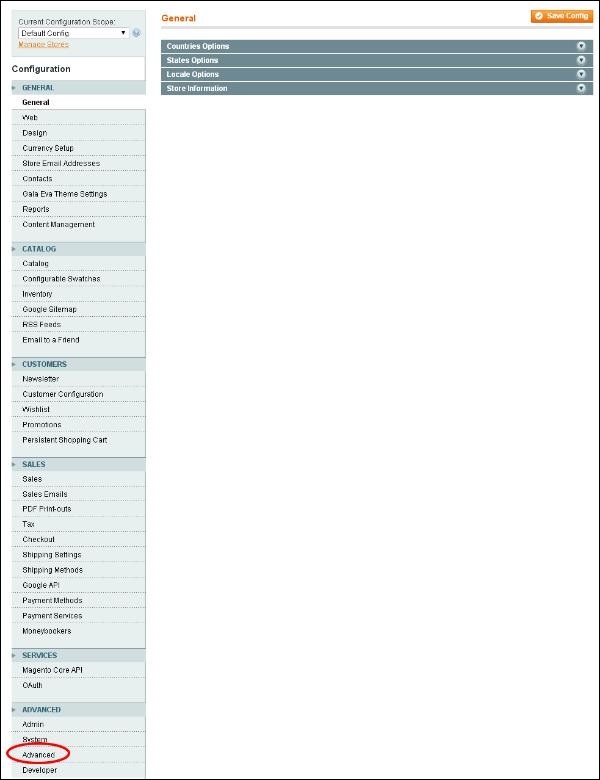 Current Configuration Scope:
Default Config
Manage Stores
Configuration
GENERAL
General
Web
Design
Currency Setup
Store Email Addresses
Contacts
Gala Eva Theme Settings
Reports
Content Management
CATALOG
Catalog
Configurable Swatches
Inventory
Google Sitemap
RSS Feeds
Email to a Friend
CUSTOMERS
Newsletter
Customer Configuration
Wishlist
Promotions
Persistent Shopping Cart
SALES
Sales
Sales Emails
PDF Print-outs
Tax
Checkout
Shipping Settings
Shipping Methods
Google API
Payment Methods
Payment Services
Moneybookers
SERVICES
Magento Core API
OAuth
ADVANCED
Admin
System
Advanced
Developer
General
Save Config
Countries Options
States Options
Locale Options
Store Information